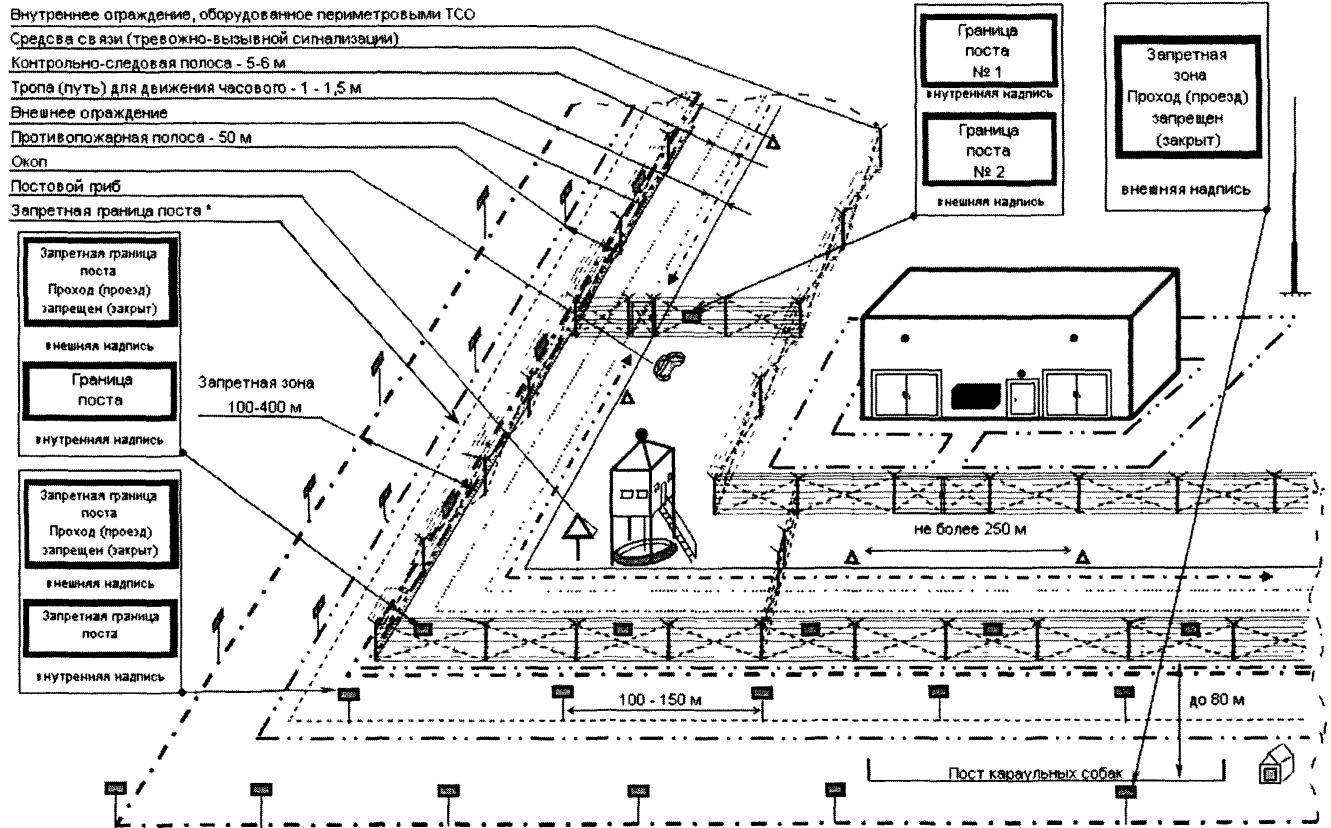 Внутреннее ограждение, оборудованное периметровыми ТСО
Средсва связи (тревожно-вызывной сигнализации)
Контрольно-следовая полоса - 5-6 м
Тропа (путь) для движения часового - 1 - 1,5 м
Внешнее ограждение
Противопожарная полоса - 50 м
Окоп
Постовой гриб
Запретная граница поста *
Запретная граница
поста
Проход (проезд)
запрещен (закрыт)
внешняя надпись
Граница
поста
внутренняя надпись
Запретная граница
поста
Проход (проезд)
запрещен (закрыт)
внешняя надпись
Запретная граница
поста
внутренняя надпись
Запретная зона
100-400 м
Граница
поста
№ 1
внутренняя надпись
Граница
поста
№ 2
внешняя надпись
Запретная
зона
Проход (проезд)
запрещен
(закрыт)
внешняя надпись
не более 250 м
100 - 150 м
до 80 м
Пост караульных собак